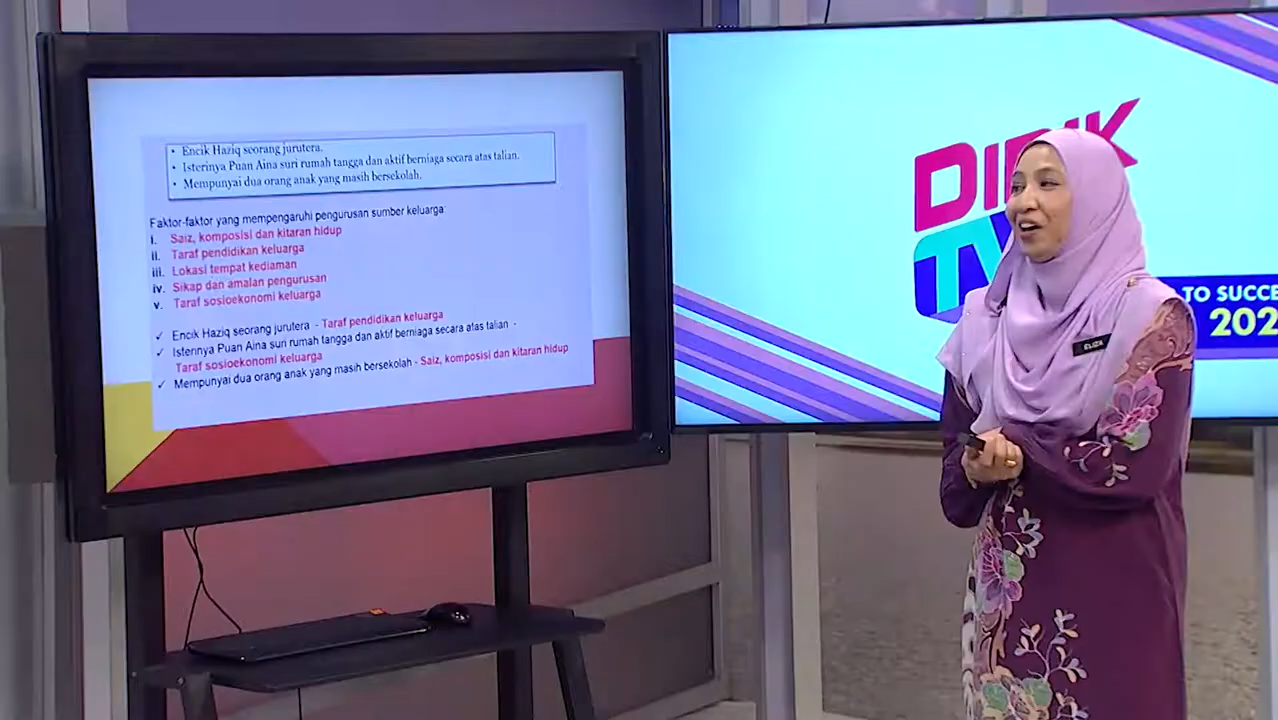 • Encik Haziq seorang jurutera.
• Isterinya Puan Aina suri rumah tangga dan aktif berniaga secara atas talian.
• Mempunyai dua orang anak yang masih bersekolah.
Faktor-faktor yang mempengaruhi pengurusan sumber keluarga:
i. Saiz, komposisi dan kitaran hidup
ii. Taraf pendidikan keluarga
iii. Lokasi tempat kediaman
iv. Sikap dan amalan pengurusan
v. Taraf sosioekonomi keluarga
✓ Encik Haziq seorang jurutera - Taraf pendidikan keluarga
✓ Isterinya Puan Aina suri rumah tangga dan aktif berniaga secara atas talian -
Taraf sosioekonomi keluarga
✓ Mempunyai dua orang anak yang masih bersekolah - Saiz, komposisi dan kitaran hidup
DIDIK
TV
TO SUCCE
202
ELIZA